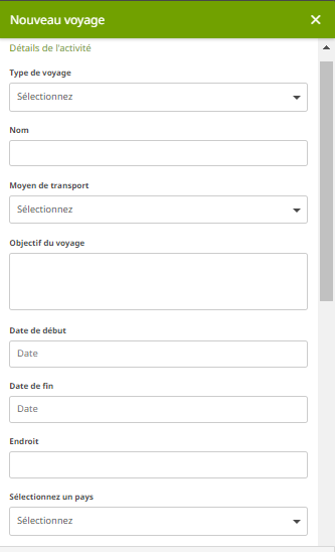 Nouveau voyage
Détails de l'activité
Type de voyage
Sélectionnez
Nom
Moyen de transport
Sélectionnez
Objectif du voyage
Date de début
Date
Date de fin
Date
Endroit
Sélectionnez un pays
Sélectionnez